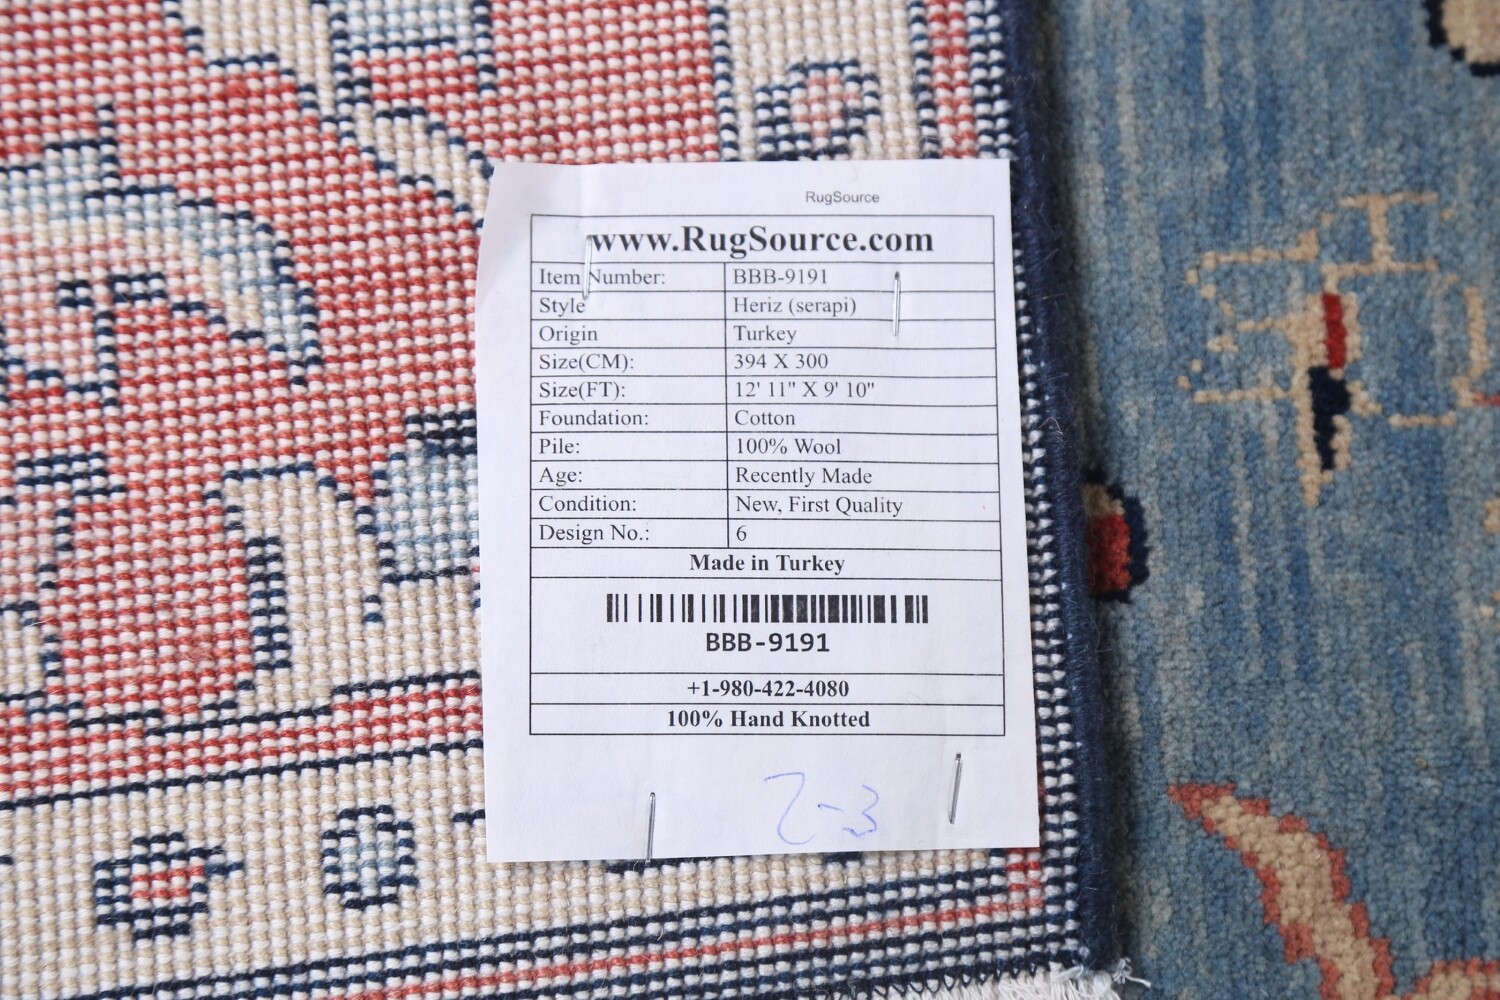 RugSource
www.RugSource.com
Item Number: BBB-9191
Style Heriz (serapi)
Origin Turkey
Size(CM): 394 X 300
Size(FT): 12' 11" X 9' 10"
Foundation: Cotton
Pile: 100% Wool
Age: Recently Made
Condition: New, First Quality
Design No.: 6
Made in Turkey
BBB-9191
+1-980-422-4080
100% Hand Knotted